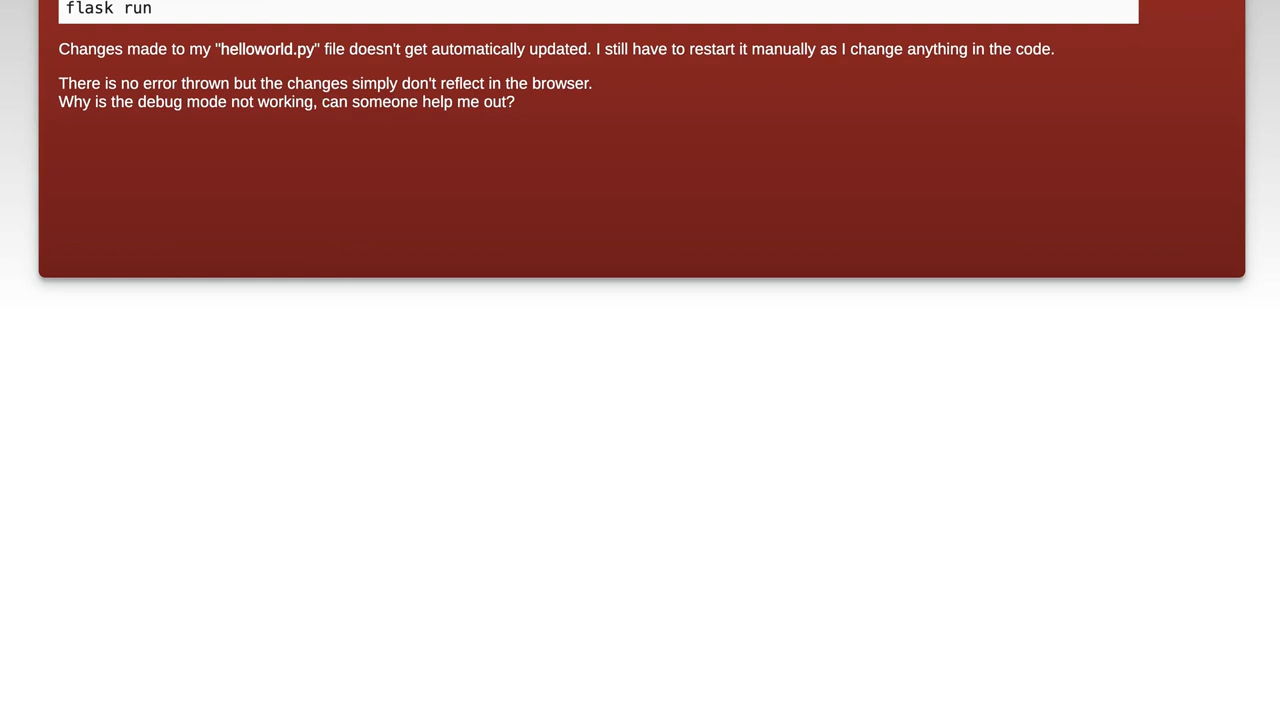 flask run
Changes made to my "helloworld.py" file doesn't get automatically updated. I still have to restart it manually as I change anything in the code.
There is no error thrown but the changes simply don't reflect in the browser.
Why is the debug mode not working, can someone help me out?